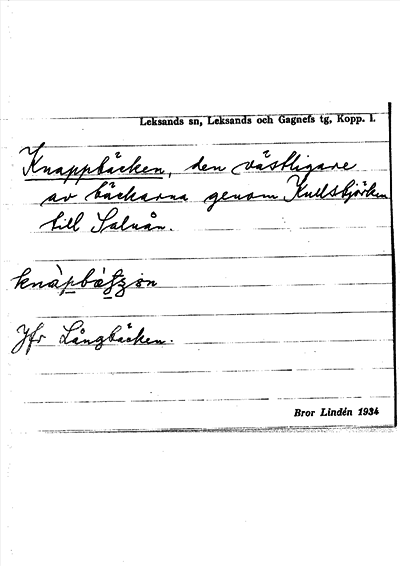 Leksands sn, Leksands och Gagnefs tg, Kopp. l.
Knappbäcken, den västligare
av bäckarna genom Kullsbjörken
till Saluån.
Jfr Långbäcken.
Bror Lindén 1934